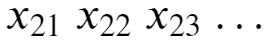 x₂₁ x₂₂ x₂₃ …